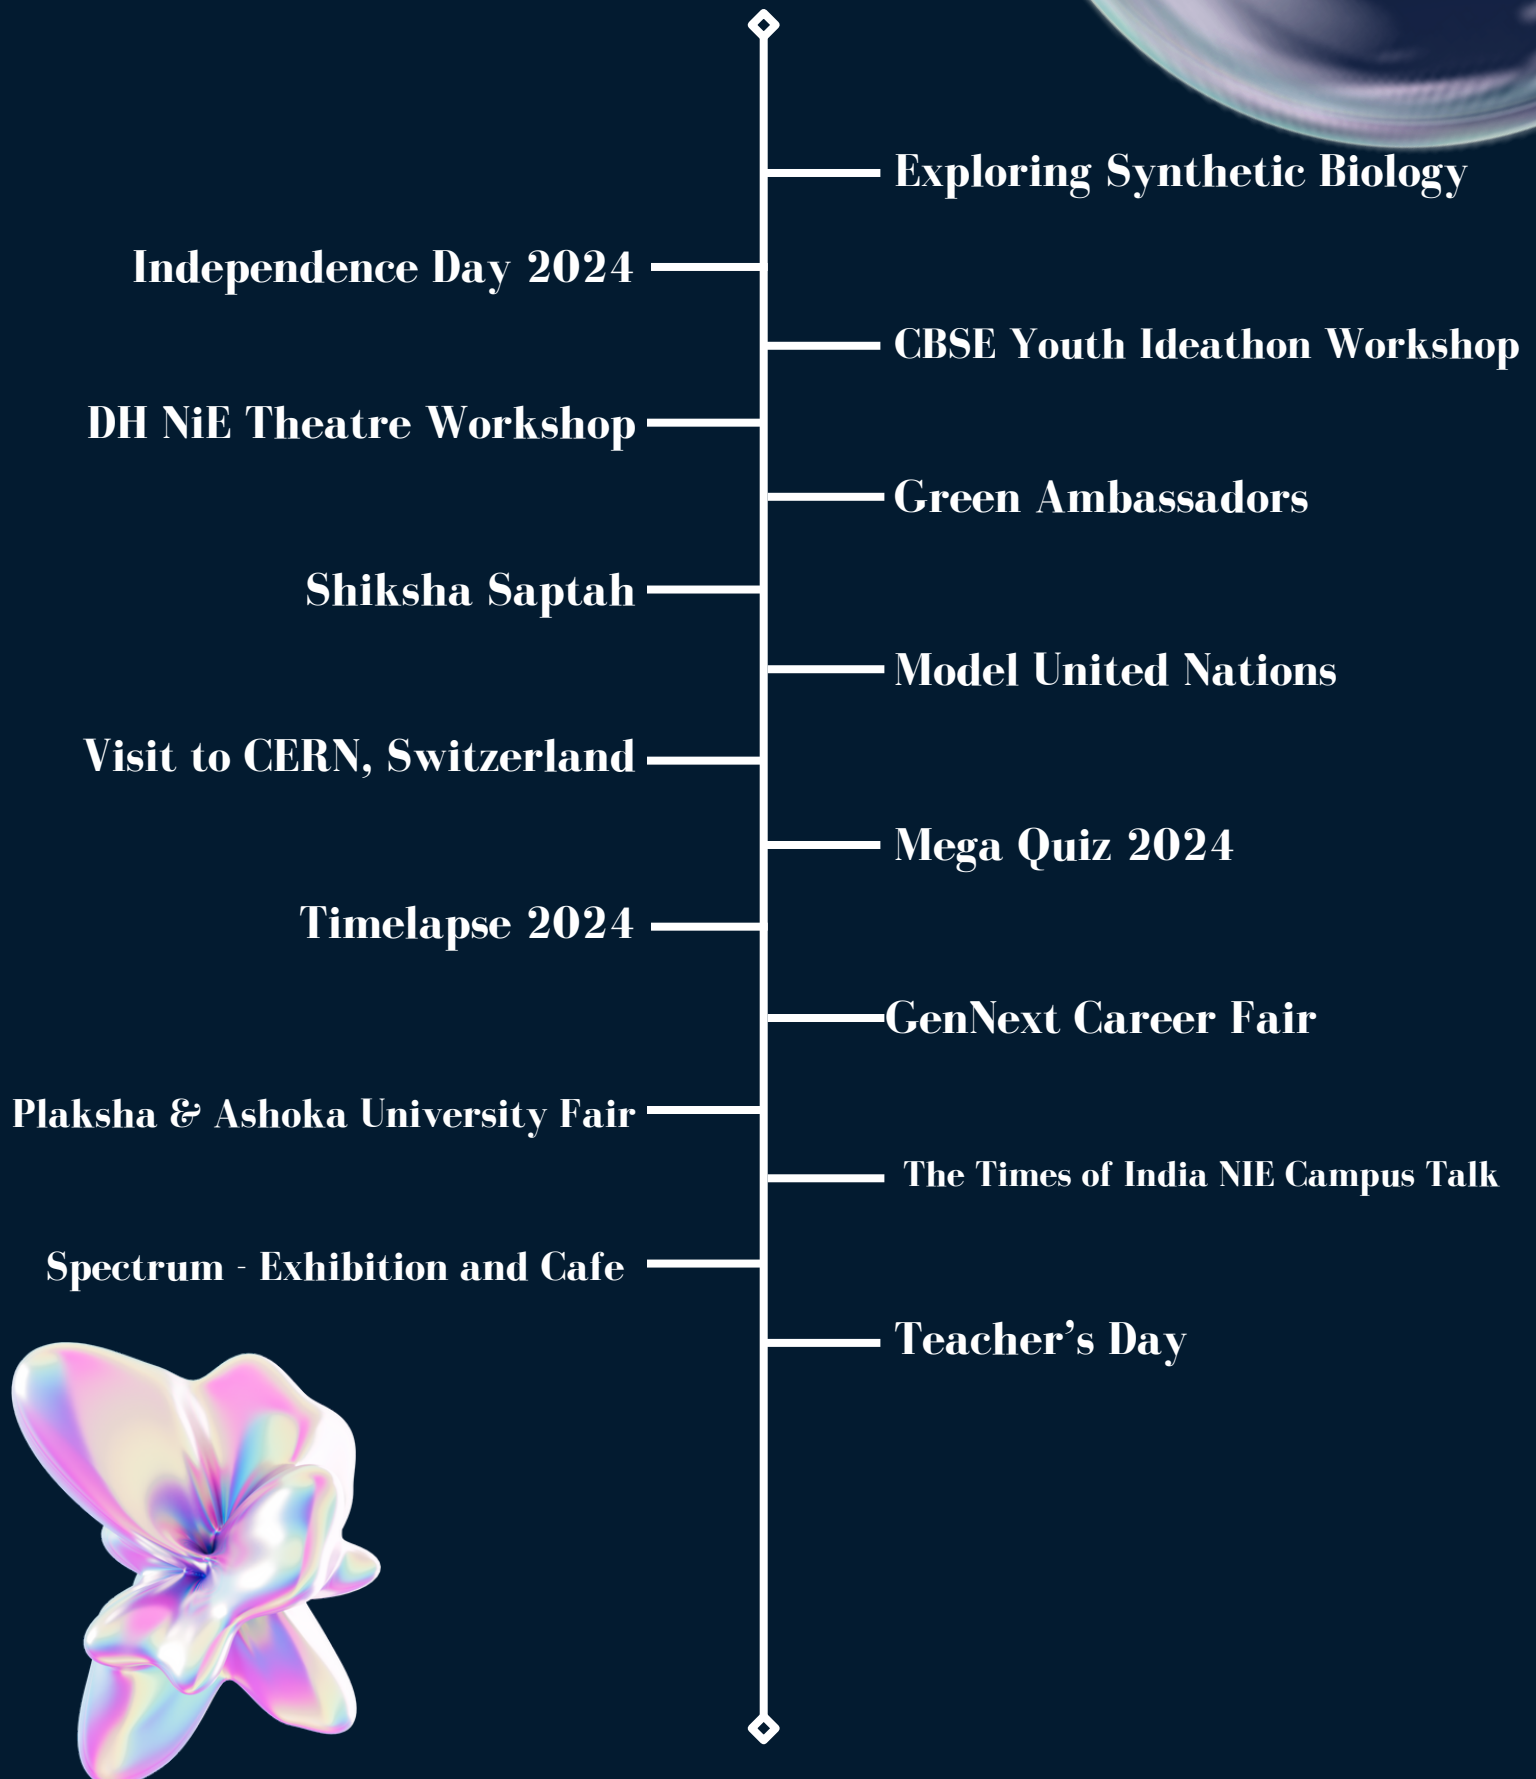 Exploring Synthetic Biology
Independence Day 2024
CBSE Youth Ideathon Workshop
DH NiE Theatre Workshop
Green Ambassadors
Shiksha Saptah
Model United Nations
Visit to CERN, Switzerland
Mega Quiz 2024
Timelapse 2024
GenNext Career Fair
Plaksha & Ashoka University Fair
The Times of India NIE Campus Talk
Spectrum - Exhibition and Cafe
Teacher’s Day